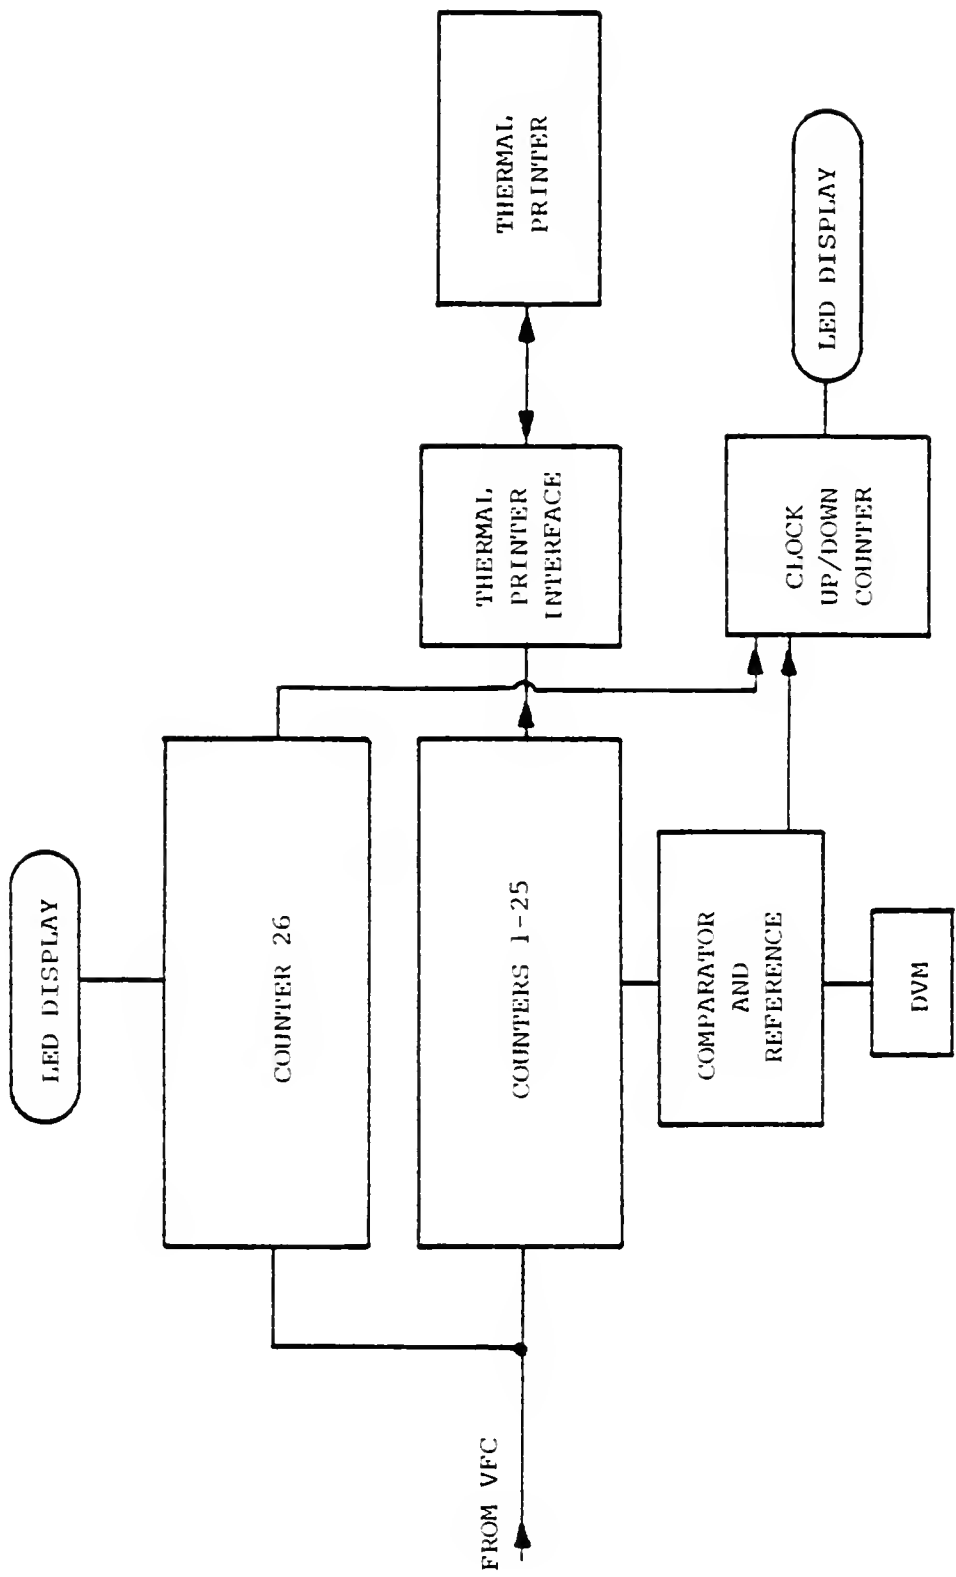 LED DISPLAY
COUNTER 26
FROM VFC
COUNTERS 1-25
THERMAL
PRINTER
INTERFACE
THERMAL
PRINTER
COMPARATOR
AND
REFERENCE
CLOCK
UP/DOWN
COUNTER
LED DISPLAY
DVM